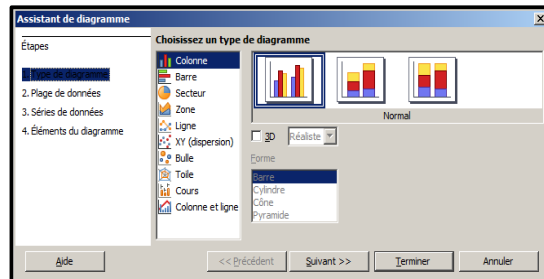 Assistant de diagramme
Étapes
1. Type de diagramme
2. Plage de données
3. Séries de données
4. Éléments du diagramme
Choisissez un type de diagramme
Colonne
Barre
Secteur
Zone
Ligne
XY (dispersion)
Bulle
Toile
Cours
Colonne et ligne
Normal
3D
Réaliste
Forme
Barre
Cylindre
Cône
Pyramide
Aide
<< Précédent
Suivant >>
Terminer
Annuler